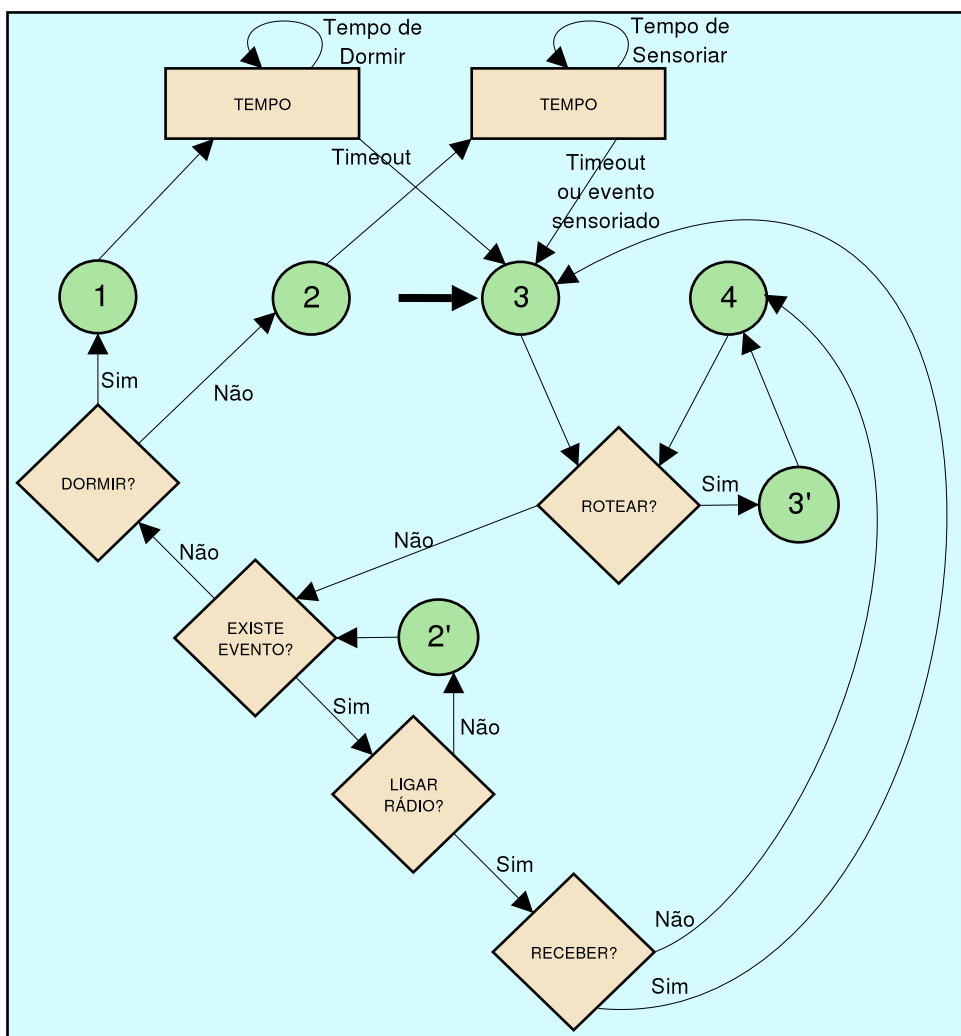 Tempo de
Dormir
Tempo de
Sensoriar
TEMPO
TEMPO
Timeout
Timeout
ou evento
sensoriado
1
2
3
4
Sim
Não
DORMIR?
ROTEAR?
Sim
3'
Não
Não
EXISTE
EVENTO?
2'
Sim
Não
LIGAR
RÁDIO?
Sim
Não
RECEBER?
Sim